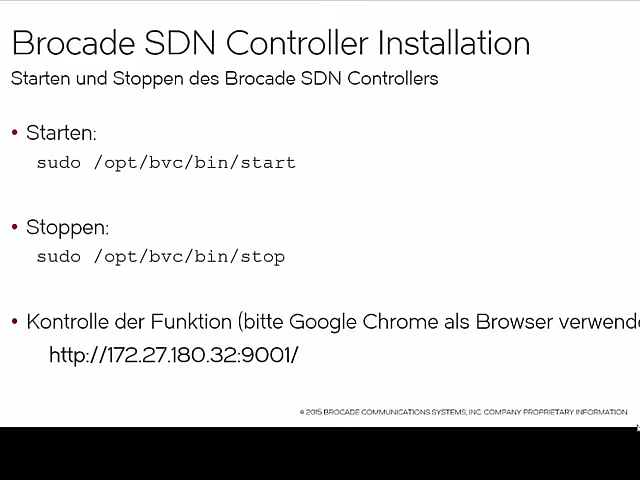 Brocade SDN Controller Installation
Starten und Stoppen des Brocade SDN Controllers
• Starten:
sudo /opt/bvc/bin/start
• Stoppen:
sudo /opt/bvc/bin/stop
• Kontrolle der Funktion (bitte Google Chrome als Browser verwende
http://172.27.180.32:9001/
© 2015 BROCADE COMMUNICATIONS SYSTEMS, INC. COMPANY PROPRIETARY INFORMATION